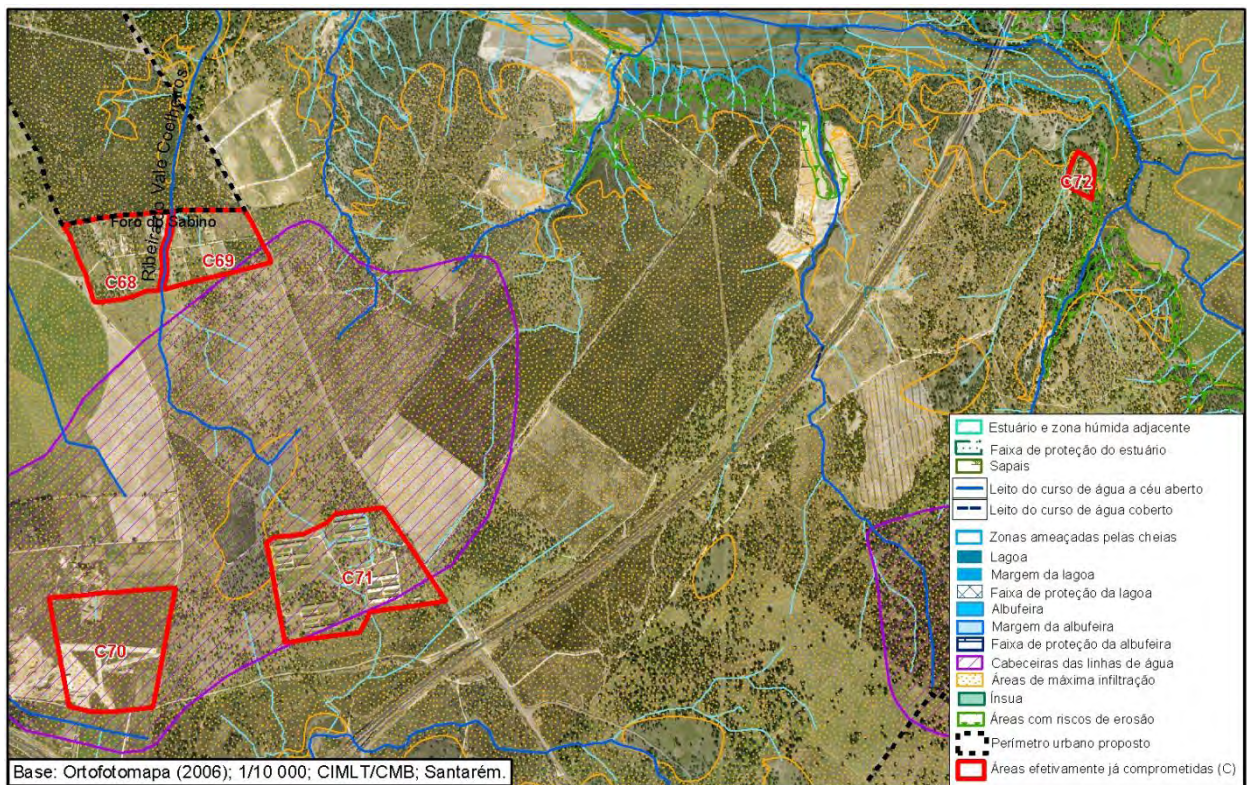 Ribeira do Vale Coelheiros
Foro do Sabino
C68
C69
C70
C71
C72
Estuário e zona húmida adjacente
Faixa de proteção do estuário
Sapais
Leito do curso de água a céu aberto
Leito do curso de água coberto
Zonas ameaçadas pelas cheias
Lagoa
Margem da lagoa
Faixa de proteção da lagoa
Albufeira
Margem da albufeira
Faixa de proteção da albufeira
Cabeceiras das linhas de água
Áreas de máxima infiltração
Ínsua
Áreas com riscos de erosão
Perímetro urbano proposto
Áreas efetivamente já comprometidas (C)
Base: Ortofotomapa (2006); 1/10 000; CIMLT/CMB; Santarém.